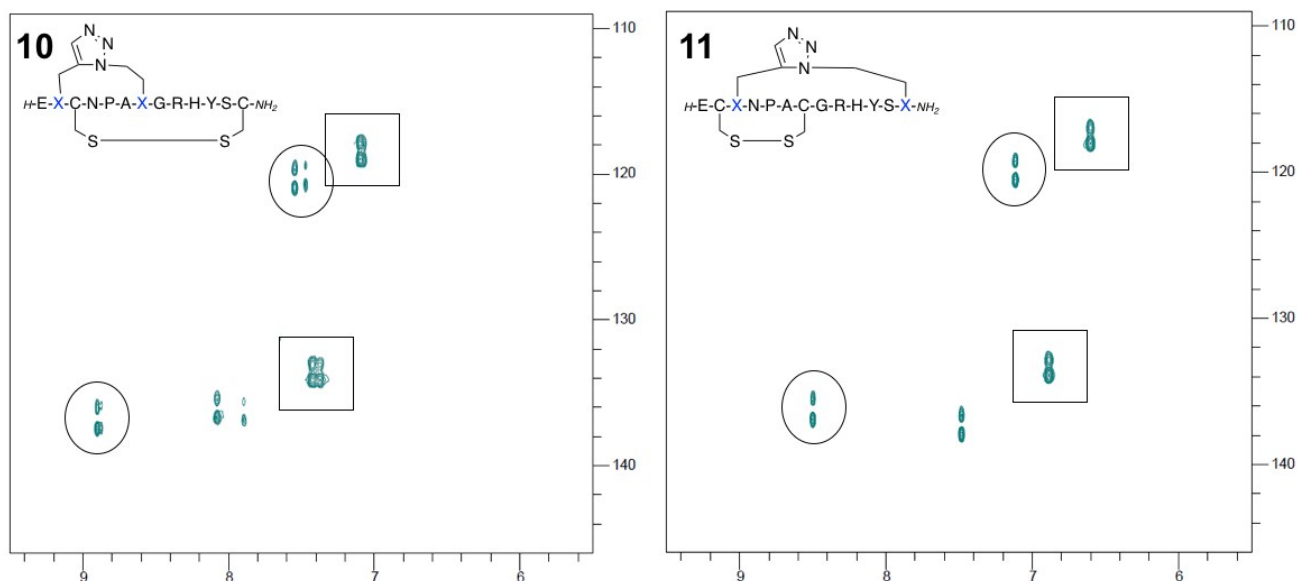 10
N
N
N
H-E-X-C-N-P-A-X-G-R-H-Y-S-C-NH2
S S
110
120
130
140
9 8 7 6
11
N
N
N
H-E-C-X-N-P-A-C-G-R-H-Y-S-X-NH2
S S
110
120
130
140
9 8 7 6